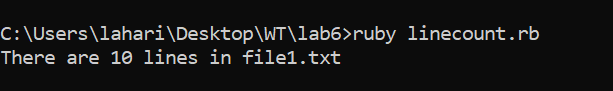 C:\Users\lahari\Desktop\WT\lab6>ruby linecount.rb
There are 10 lines in file1.txt